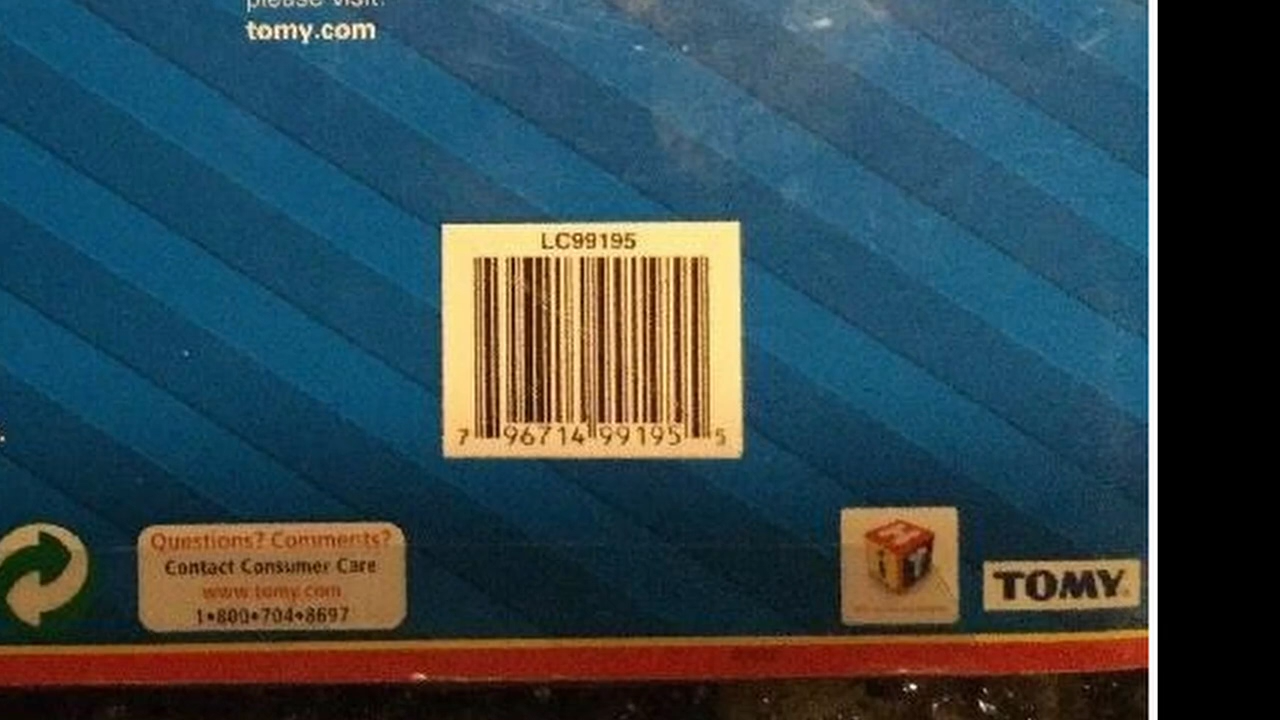 please visit:
tomy.com
LC99195
7 96714 99195 5
Questions? Comments?
Contact Consumer Care
www.tomy.com
1•800•704•8697
TOMY